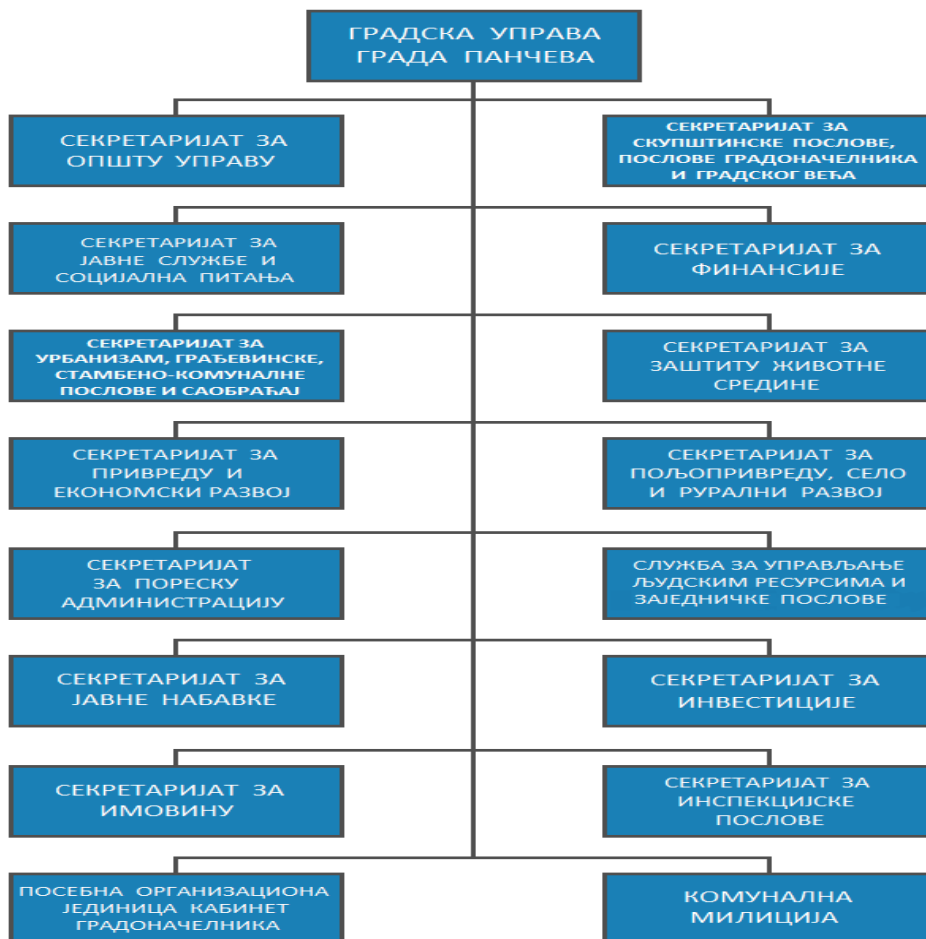 ГРАДСКА УПРАВА
ГРАДА ПАНЧЕВА
СЕКРЕТАРИЈАТ ЗА
ОПШТУ УПРАВУ
СЕКРЕТАРИЈАТ ЗА
СКУПШТИНСКЕ ПОСЛОВЕ,
ПОСЛОВЕ ГРАДОНАЧЕЛНИКА
И ГРАДСКОГ ВЕЋА
СЕКРЕТАРИЈАТ ЗА
ЈАВНЕ СЛУЖБЕ И
СОЦИЈАЛНА ПИТАЊА
СЕКРЕТАРИЈАТ ЗА
ФИНАНСИЈЕ
СЕКРЕТАРИЈАТ ЗА
УРБАНИЗАМ, ГРАЂЕВИНСКЕ,
СТАМБЕНО-КОМУНАЛНЕ
ПОСЛОВЕ И САОБРАЋАЈ
СЕКРЕТАРИЈАТ ЗА
ЗАШТИТУ ЖИВОТНЕ
СРЕДИНЕ
СЕКРЕТАРИЈАТ ЗА
ПРИВРЕДУ И
ЕКОНОМСКИ РАЗВОЈ
СЕКРЕТАРИЈАТ ЗА
ПОЉОПРИВРЕДУ, СЕЛО
И РУРАЛНИ РАЗВОЈ
СЕКРЕТАРИЈАТ
ЗА ПОРЕСКУ
АДМИНИСТРАЦИЈУ
СЛУЖБА ЗА УПРАВЉАЊЕ
ЉУДСКИМ РЕСУРСИМА И
ЗАЈЕДНИЧКЕ ПОСЛОВЕ
СЕКРЕТАРИЈАТ ЗА
ЈАВНЕ НАБАВКЕ
СЕКРЕТАРИЈАТ ЗА
ИНВЕСТИЦИЈЕ
СЕКРЕТАРИЈАТ ЗА
ИМОВИНУ
СЕКРЕТАРИЈАТ ЗА
ИНСПЕКЦИЈСКЕ
ПОСЛОВЕ
ПОСЕБНА ОРГАНИЗАЦИОНА
ЈЕДИНИЦА КАБИНЕТ
ГРАДОНАЧЕЛНИКА
КОМУНАЛНА
МИЛИЦИЈА